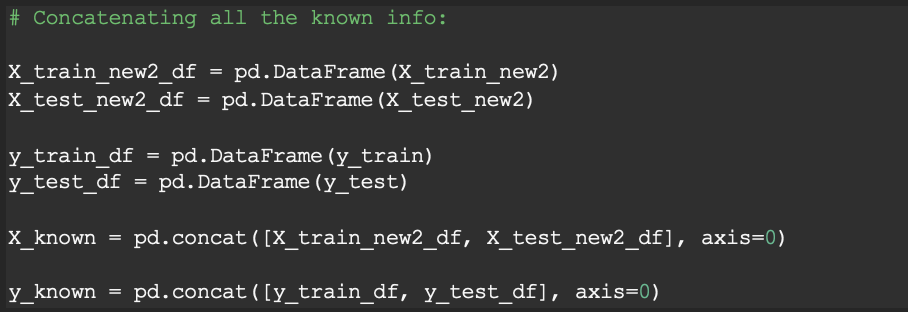 # Concatenating all the known info:
X_train_new2_df = pd.DataFrame(X_train_new2)
X_test_new2_df = pd.DataFrame(X_test_new2)
y_train_df = pd.DataFrame(y_train)
y_test_df = pd.DataFrame(y_test)
X_known = pd.concat([X_train_new2_df, X_test_new2_df], axis=0)
y_known = pd.concat([y_train_df, y_test_df], axis=0)